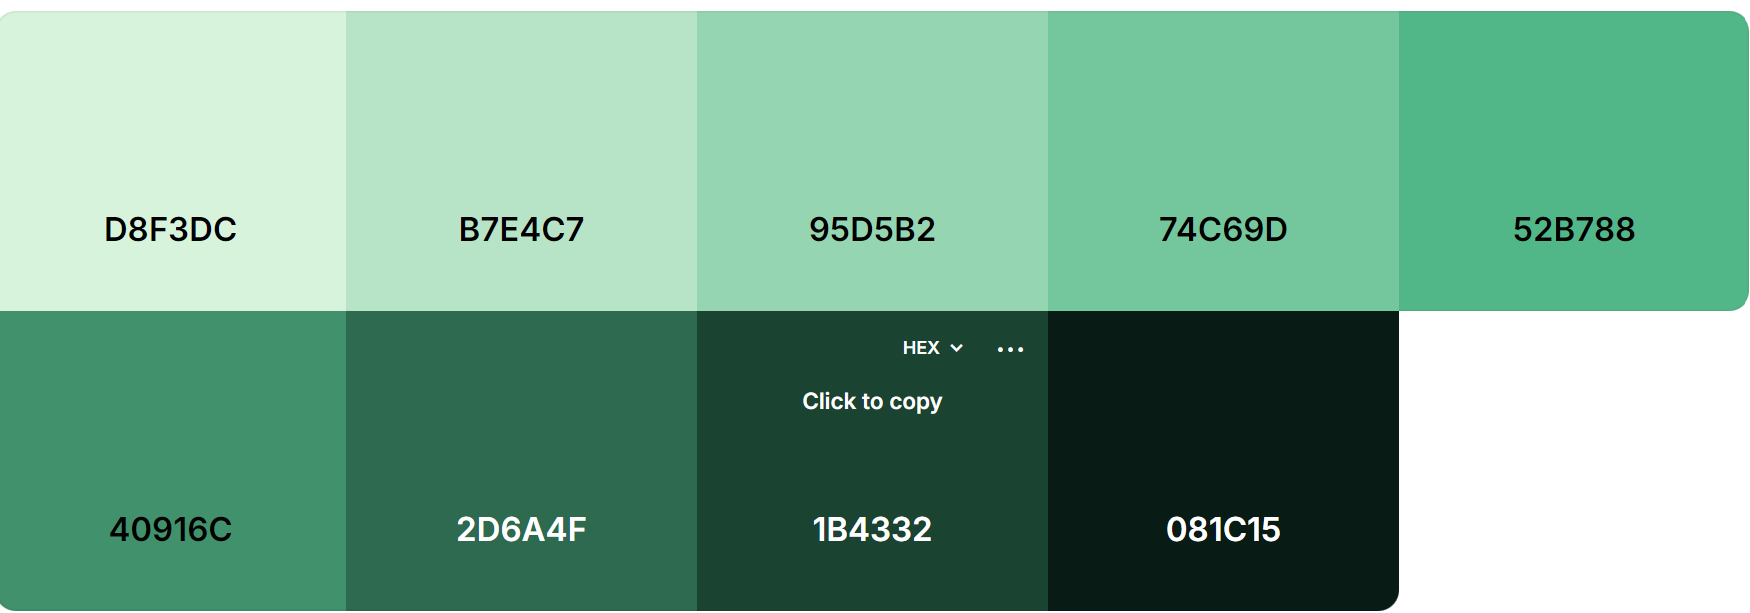 D8F3DC
B7E4C7
95D5B2
74C69D
52B788
40916C
2D6A4F
HEX
Click to copy
1B4332
081C15